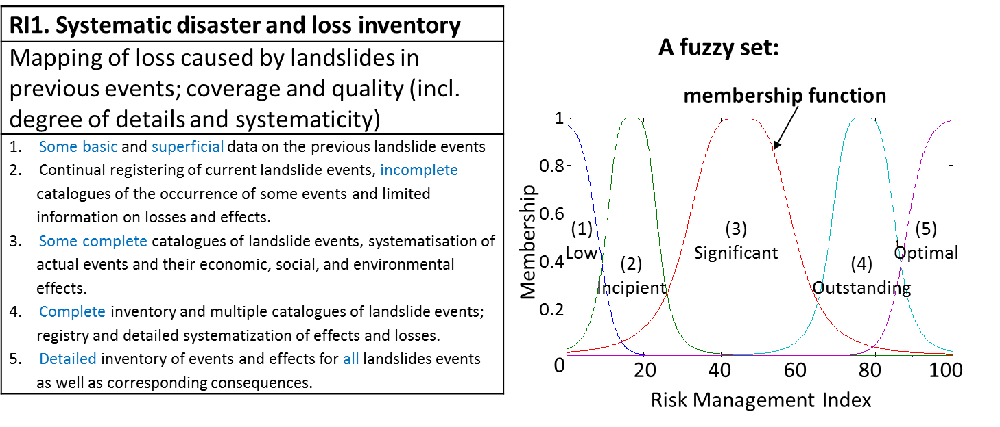 RI1. Systematic disaster and loss inventory
Mapping of loss caused by landslides in
previous events; coverage and quality (incl.
degree of details and systematicity)
1. Some basic and superficial data on the previous landslide events
2. Continual registering of current landslide events, incomplete
catalogues of the occurrence of some events and limited
information on losses and effects.
3. Some complete catalogues of landslide events, systematisation of
actual events and their economic, social, and environmental
effects.
4. Complete inventory and multiple catalogues of landslide events;
registry and detailed systematization of effects and losses.
5. Detailed inventory of events and effects for all landslides events
as well as corresponding consequences.
A fuzzy set:
membership function
1
0.8
0.6
0.4
0.2
0
Membership
(1)
Low
(2)
Incipient
(3)
Significant
(4)
Outstanding
(5)
Optimal
20 40 60 80 100
Risk Management Index